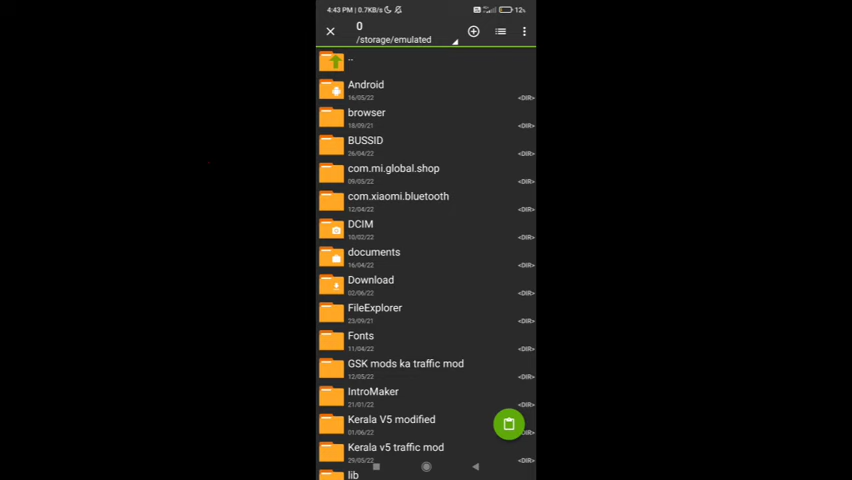 4:43 PM | 0.7KB/s
12%
0
/storage/emulated
..
Android
16/05/22
<DIR>
browser
18/09/21
<DIR>
BUSSID
26/04/22
<DIR>
com.mi.global.shop
09/05/22
<DIR>
com.xiaomi.bluetooth
12/04/22
<DIR>
DCIM
10/02/22
<DIR>
documents
16/04/22
<DIR>
Download
02/06/22
<DIR>
FileExplorer
23/09/21
<DIR>
Fonts
11/04/22
<DIR>
GSK mods ka traffic mod
12/05/22
<DIR>
IntroMaker
21/01/22
<DIR>
Kerala V5 modified
01/06/22
<DIR>
Kerala v5 traffic mod
29/05/22
<DIR>
lib